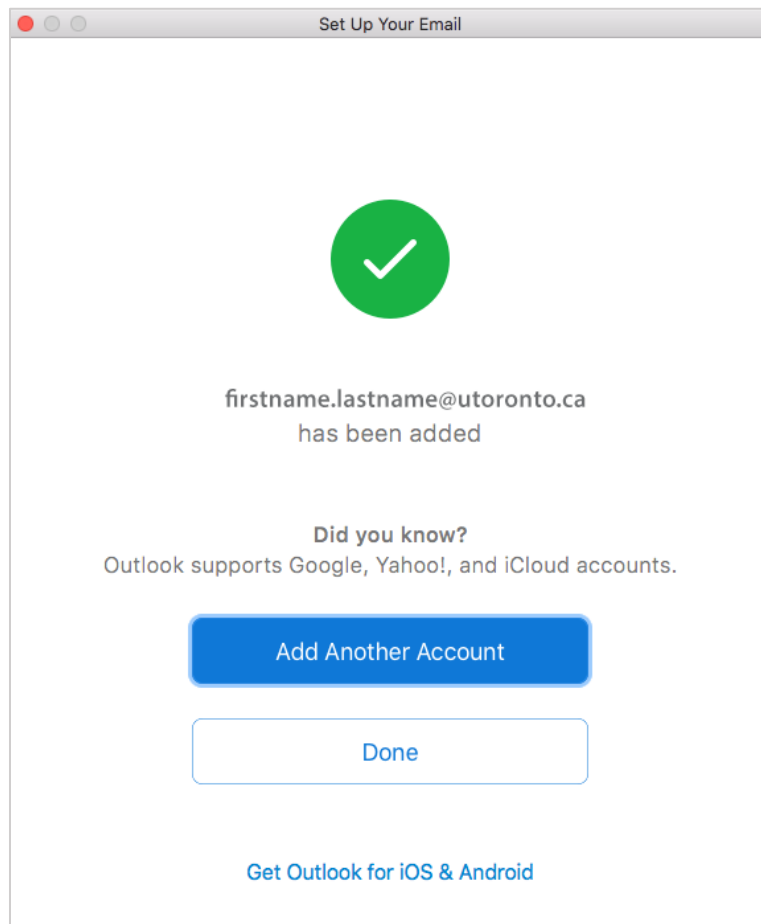 Set Up Your Email
firstname.lastname@utoronto.ca
has been added
Did you know?
Outlook supports Google, Yahoo!, and iCloud accounts.
Add Another Account
Done
Get Outlook for iOS & Android